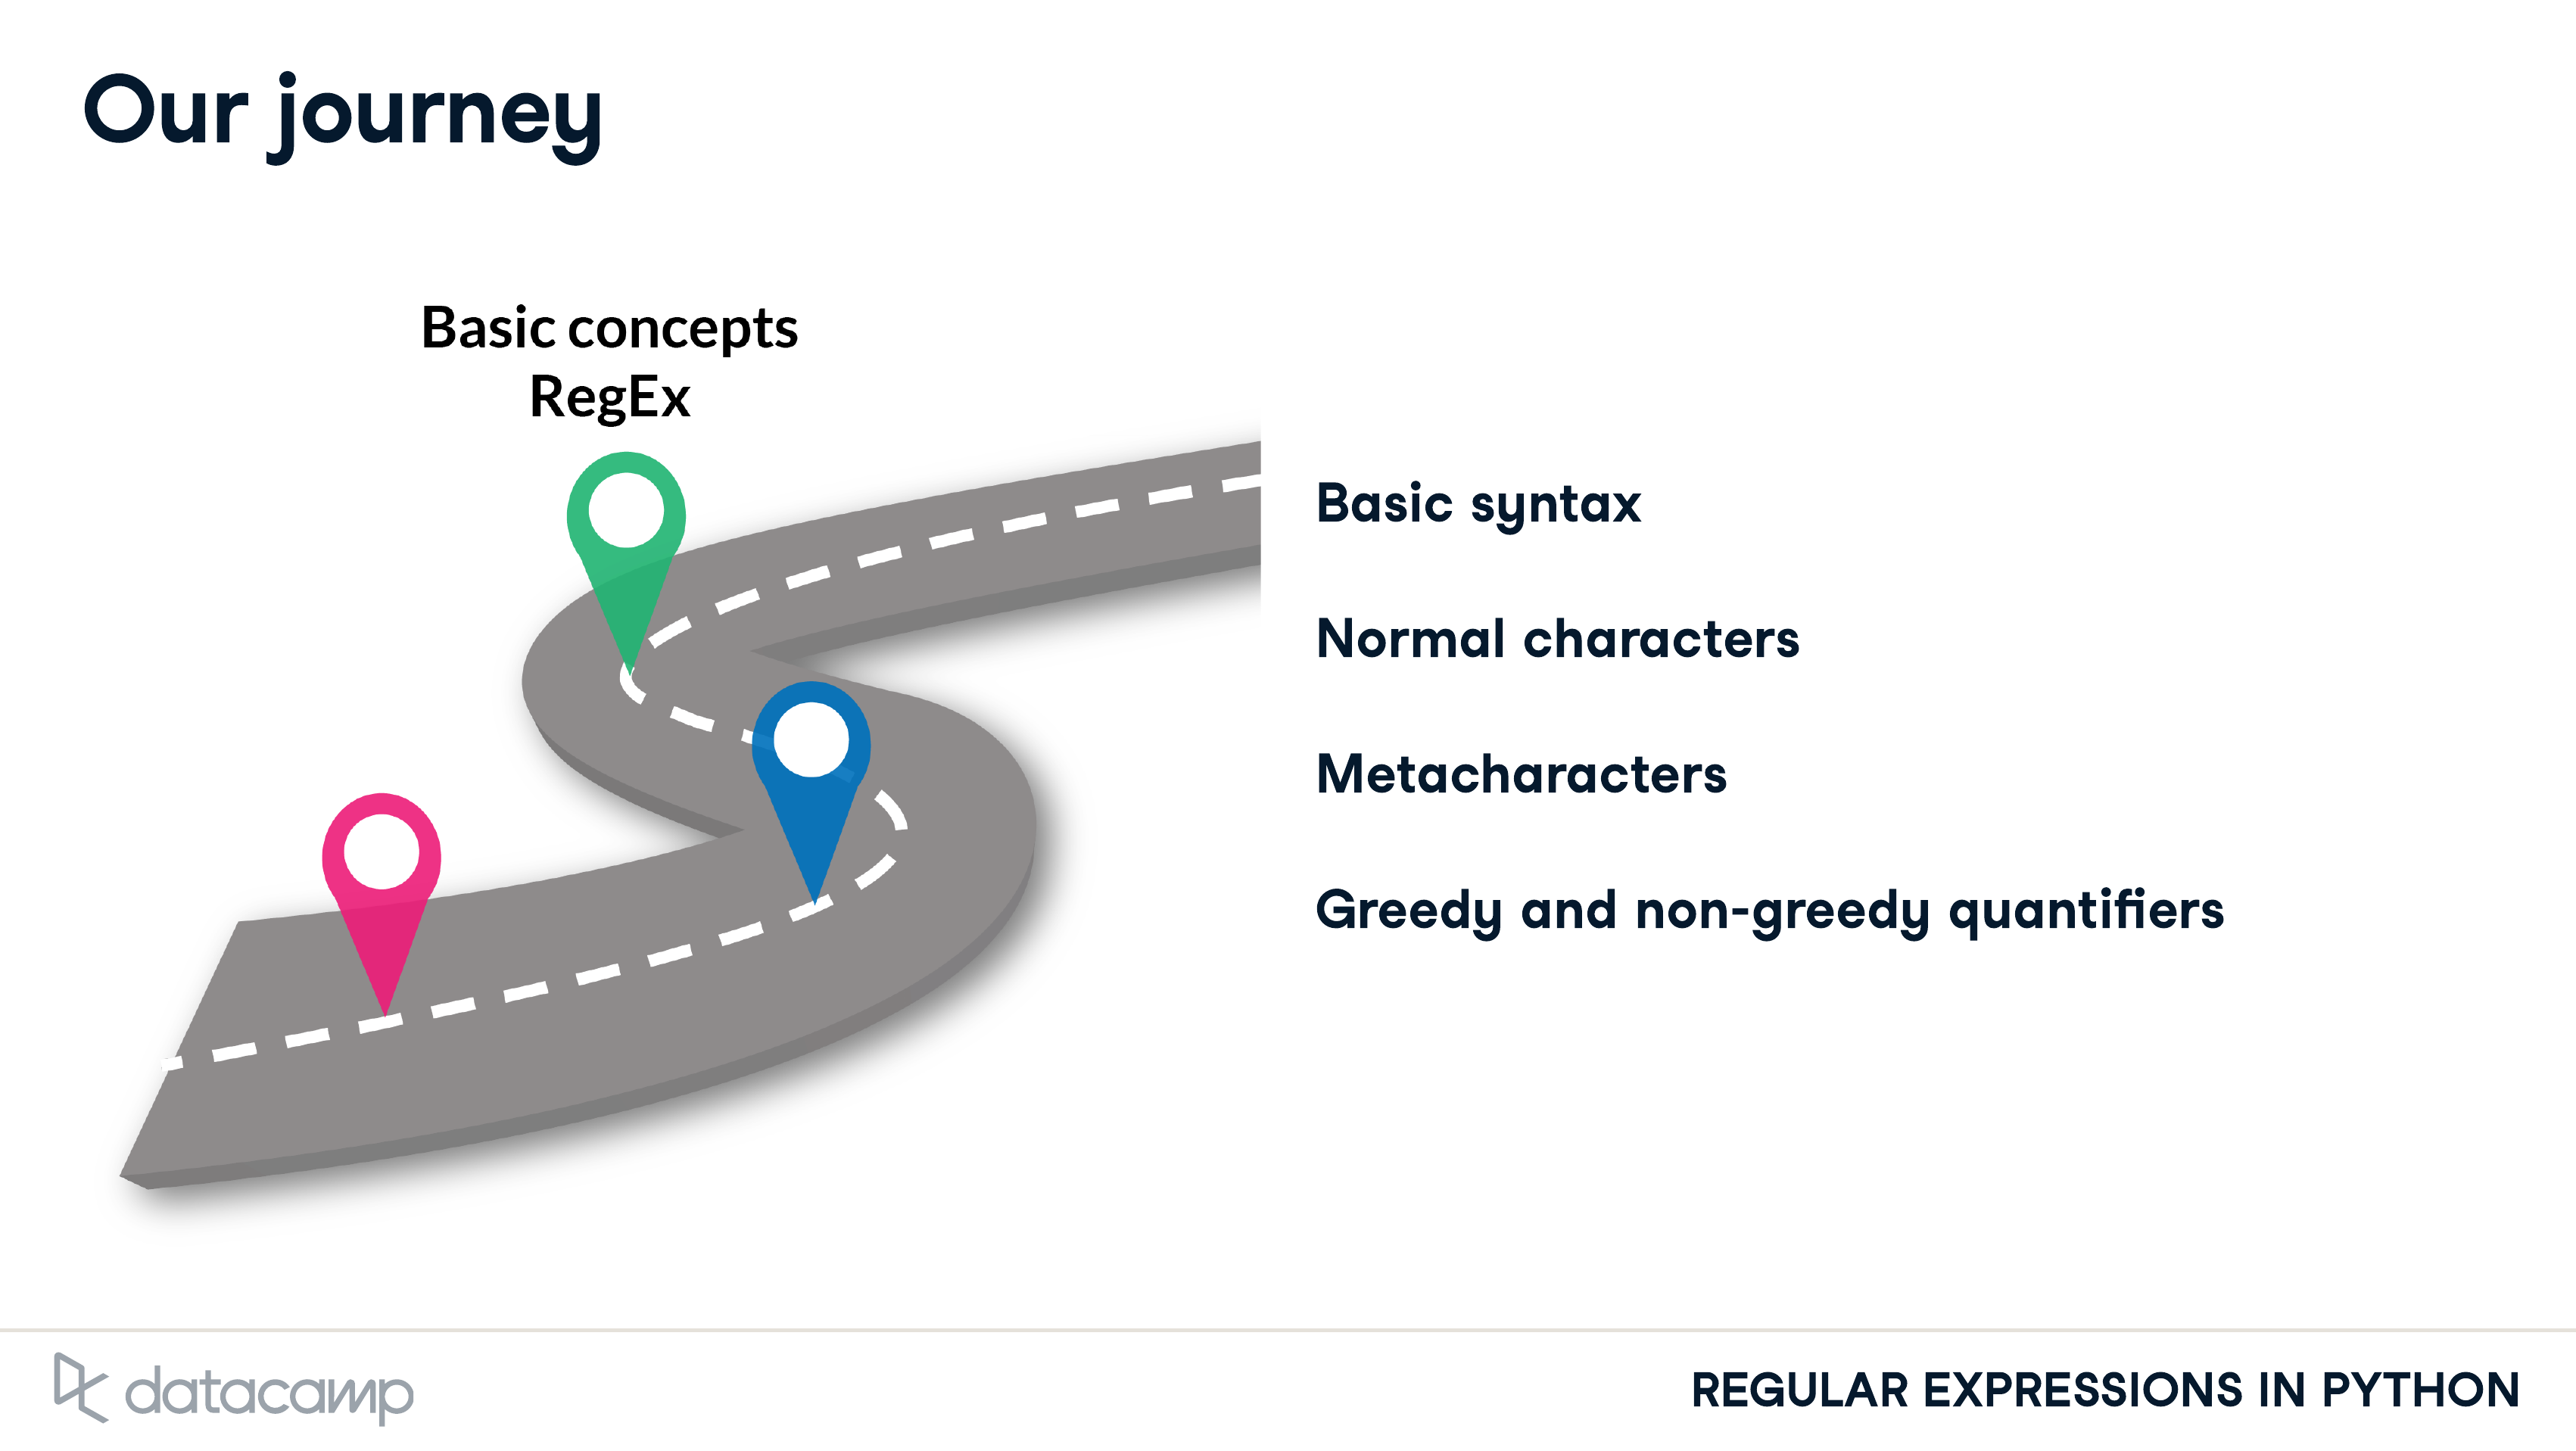 Our journey
Basic concepts
RegEx
Basic syntax
Normal characters
Metacharacters
Greedy and non-greedy quantifiers
datacamp
REGULAR EXPRESSIONS IN PYTHON